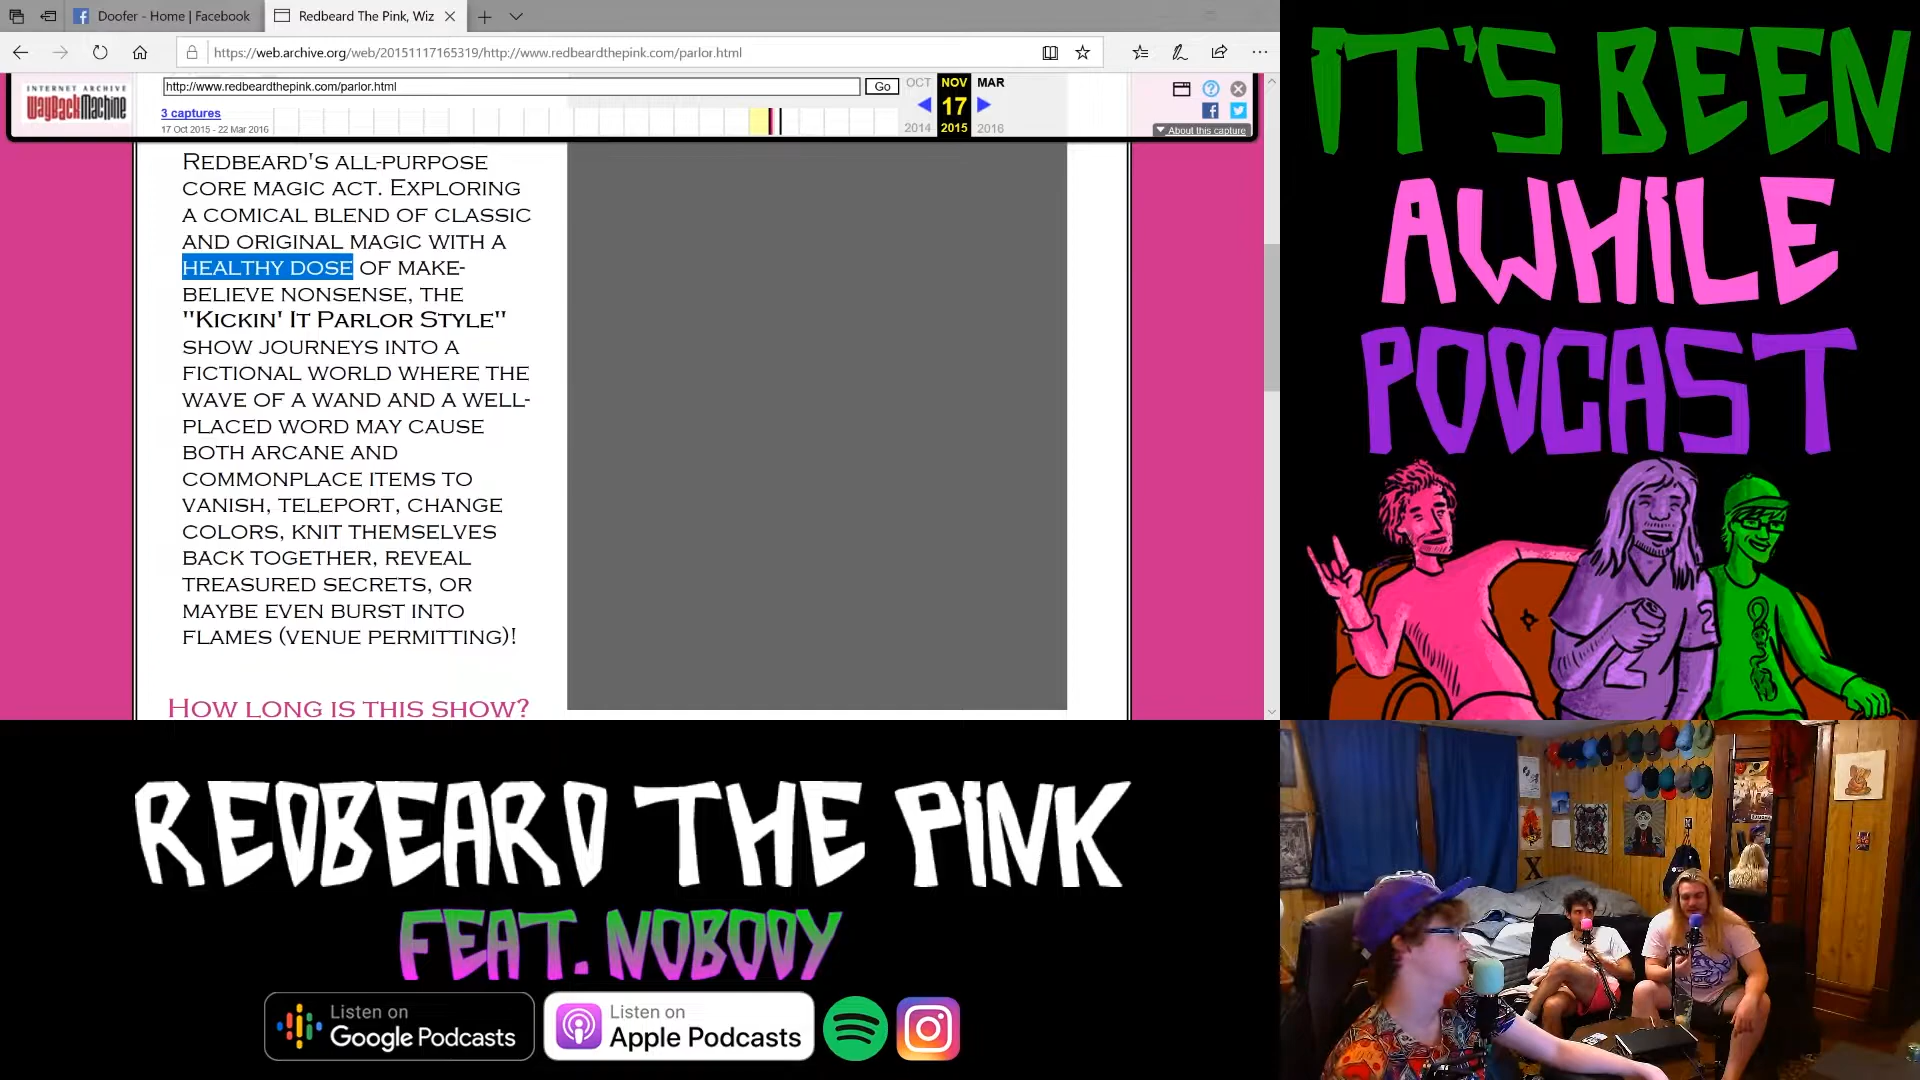 Doofer - Home | Facebook
Redbeard The Pink, Wiz
https://web.archive.org/web/20151117165319/http://www.redbeardthepink.com/parlor.html
INTERNET ARCHIVE
WayBackMachine
http://www.redbeardthepink.com/parlor.html
Go
OCT NOV MAR
17
2014 2015 2016
3 captures
17 Oct 2015 - 22 Mar 2016
About this capture
Redbeard's all-purpose
core magic act. Exploring
a comical blend of classic
and original magic with a
healthy dose of make-
believe nonsense, the
"Kickin' It Parlor Style"
show journeys into a
fictional world where the
wave of a wand and a well-
placed word may cause
both arcane and
commonplace items to
vanish, teleport, change
colors, knit themselves
back together, reveal
treasured secrets, or
maybe even burst into
flames (venue permitting)!
How long is this show?
IT'S BEEN
AWHILE
PODCAST
2
2
REDBEARD THE PINK
FEAT. NOBODY
Listen on
Google Podcasts
Listen on
Apple Podcasts
X